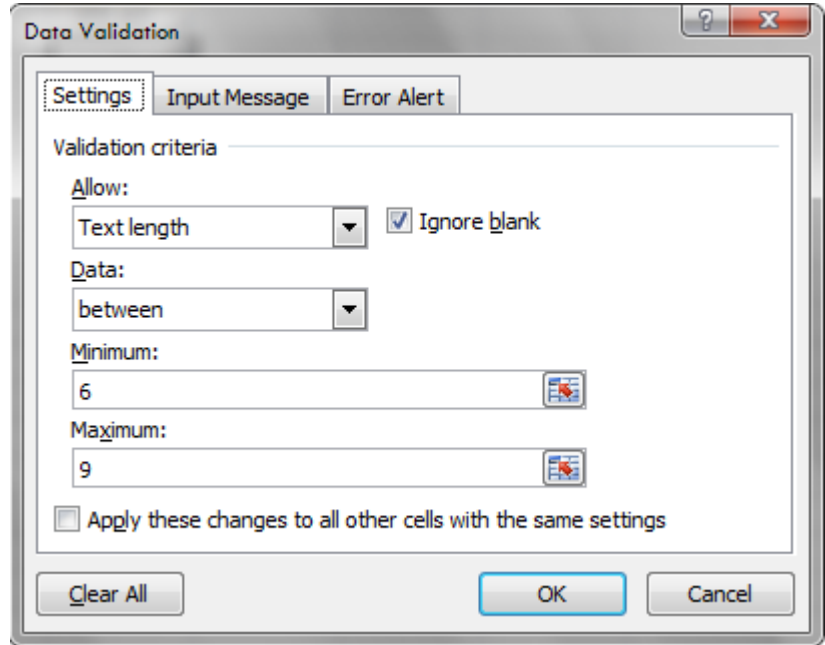 Data Validation
Settings Input Message Error Alert
Validation criteria
Allow:
Text length Ignore blank
Data:
between
Minimum:
6
Maximum:
9
Apply these changes to all other cells with the same settings
Clear All OK Cancel